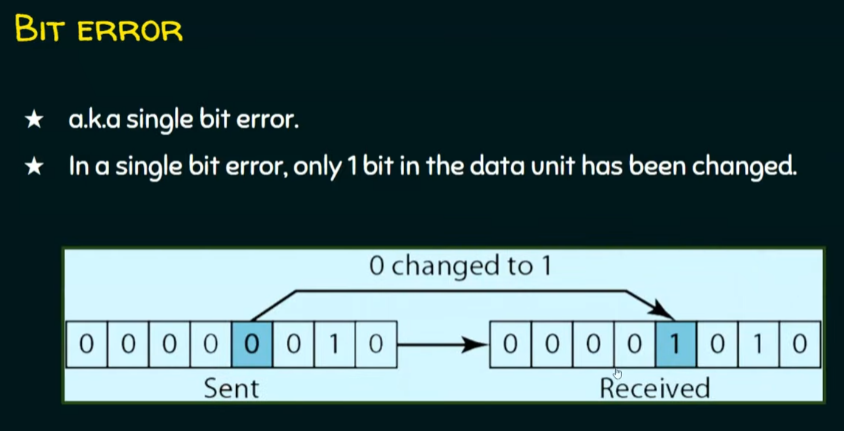 BIT ERROR
★ a.k.a single bit error.
★ In a single bit error, only 1 bit in the data unit has been changed.
0 changed to 1
0 0 0 0 0 0 1 0 0 0 0 0 1 0 1 0
Sent Received